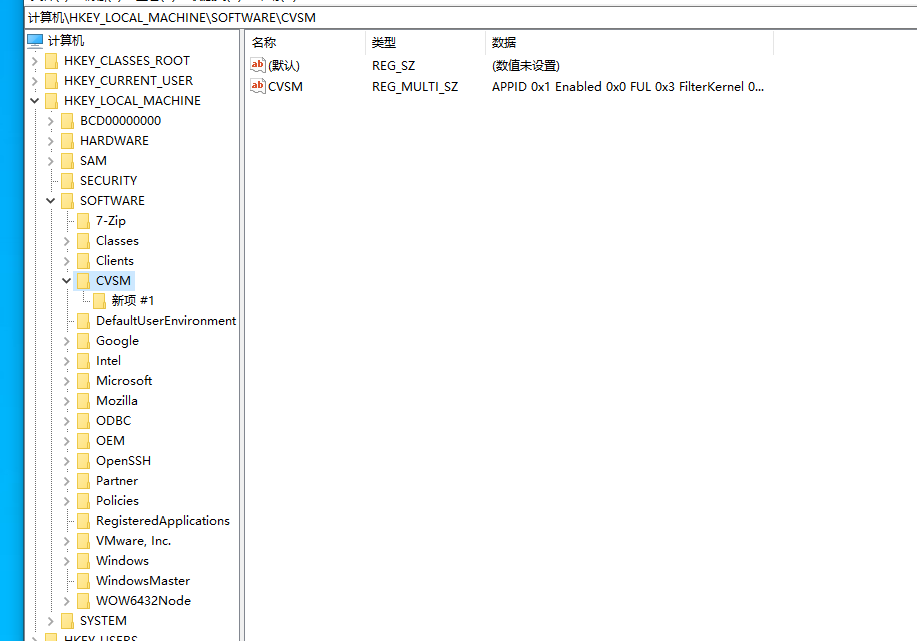 计算机\HKEY_LOCAL_MACHINE\SOFTWARE\CVSM
计算机
HKEY_CLASSES_ROOT
HKEY_CURRENT_USER
HKEY_LOCAL_MACHINE
BCD00000000
HARDWARE
SAM
SECURITY
SOFTWARE
7-Zip
Classes
Clients
CVSM
新项 #1
DefaultUserEnvironment
Google
Intel
Microsoft
Mozilla
ODBC
OEM
OpenSSH
Partner
Policies
RegisteredApplications
VMware, Inc.
Windows
WindowsMaster
WOW6432Node
SYSTEM
HKEY_USERS
名称 类型 数据
(默认) REG_SZ (数值未设置)
CVSM REG_MULTI_SZ APPID 0x1 Enabled 0x0 FUL 0x3 FilterKernel 0...